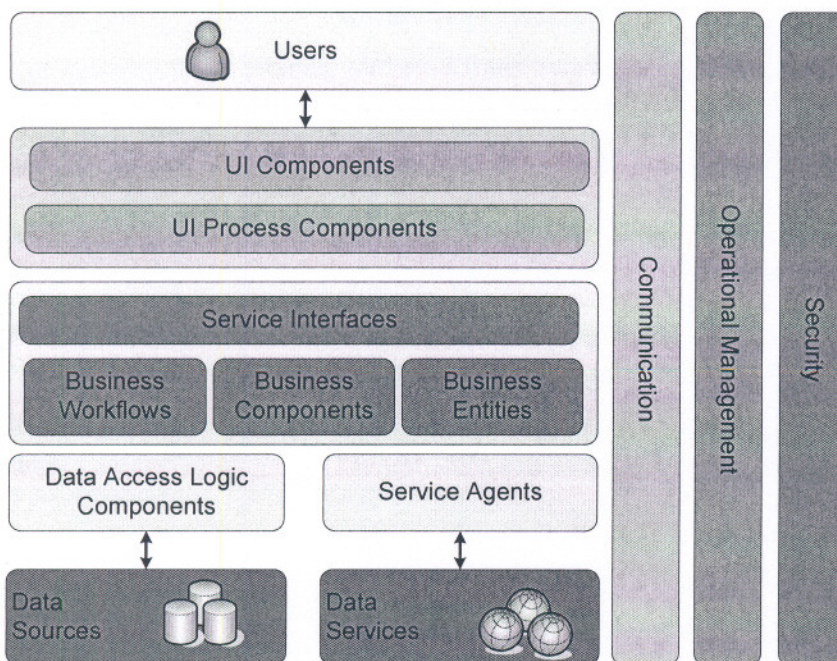 Users
UI Components
UI Process Components
Service Interfaces
Business
Workflows
Business
Components
Business
Entities
Data Access Logic
Components
Service Agents
Data
Sources
Data
Services
Communication
Operational Management
Security